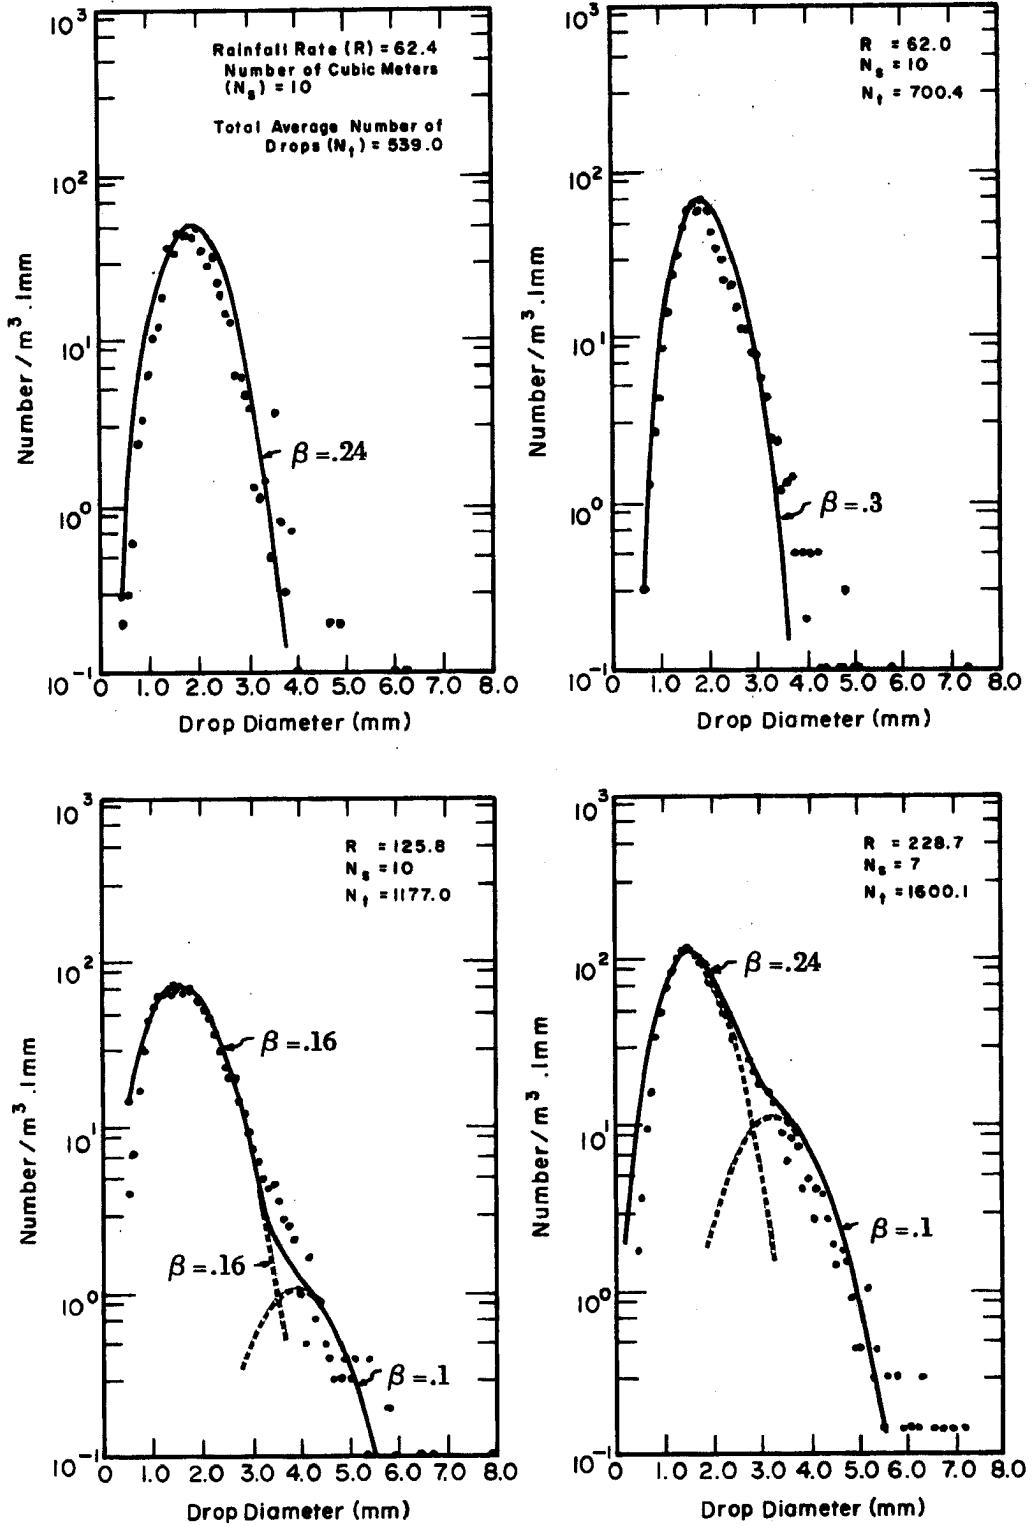 10³
Rainfall Rate (R) = 62.4
Number of Cubic Meters
(Nₛ) = 10
Total Average Number of
Drops (Nₜ) = 539.0
10²
Number / m³ .1mm
10¹
β = .24
10⁰
10⁻¹
0 1.0 2.0 3.0 4.0 5.0 6.0 7.0 8.0
Drop Diameter (mm)
10³
R = 62.0
Nₛ = 10
Nₜ = 700.4
10²
Number / m³ .1mm
10¹
β = .3
10⁰
10⁻¹
0 1.0 2.0 3.0 4.0 5.0 6.0 7.0 8.0
Drop Diameter (mm)
10³
R = 125.8
Nₛ = 10
Nₜ = 1177.0
10²
β = .16
Number / m³ .1mm
10¹
β = .16
10⁰
β = .1
10⁻¹
0 1.0 2.0 3.0 4.0 5.0 6.0 7.0 8.0
Drop Diameter (mm)
10³
R = 228.7
Nₛ = 7
Nₜ = 1600.1
10²
β = .24
Number / m³ .1mm
10¹
β = .1
10⁰
10⁻¹
0 1.0 2.0 3.0 4.0 5.0 6.0 7.0 8.0
Drop Diameter (mm)